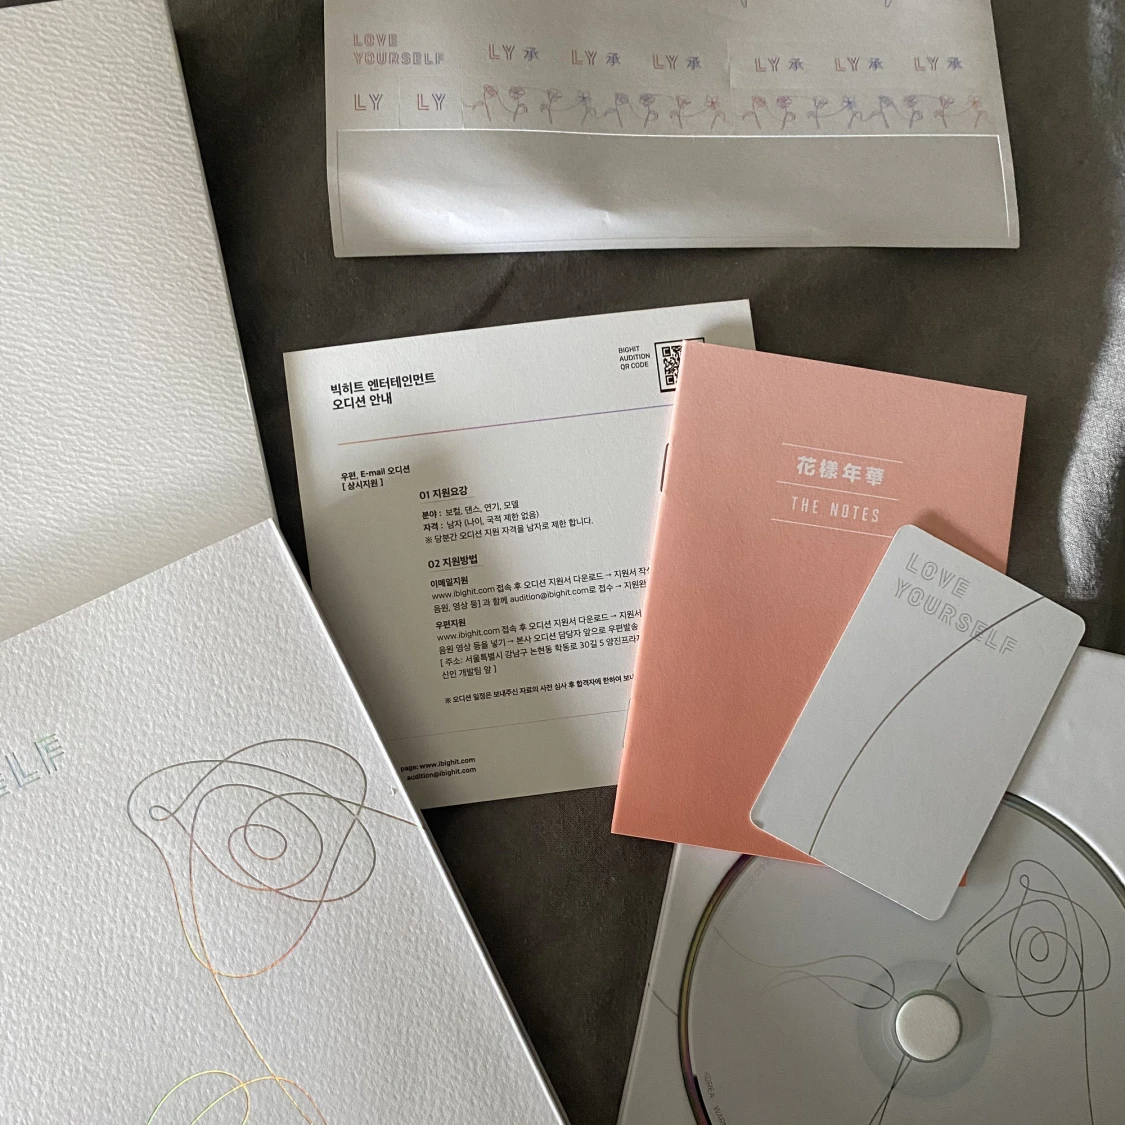 LOVE
YOURSELF
LY 承 LY 承 LY 承 LY 承 LY 承 LY 承
LY LY
빅히트 엔터테인먼트
오디션 안내
BIGHIT
AUDITION
QR CODE
우편, E-mail 오디션
[ 상시지원 ]
01 지원요강
분야 : 보컬, 댄스, 연기, 모델
자격 : 남자 (나이, 국적 제한 없음)
※ 당분간 오디션 지원 자격을 남자로 제한 합니다.
02 지원방법
이메일지원
www.ibighit.com 접속 후 오디션 지원서 다운로드 → 지원서
음원, 영상 등] 과 함께 audition@ibighit.com로 접수 →
우편지원
www.ibighit.com 접속 후 오디션 지원서 다운로드 → 지원서
음원 영상 등을 넣기 → 본사 오디션 담당자 앞으로 우편발송
[ 주소: 서울특별시 강남구 논현동 학동로 30길 5 양진프라자
신인 개발팀 앞 ]
※ 오디션 일정은 보내주신 자료의 사전 심사 후 합격자에 한하여
page: www.ibighit.com
audition@ibighit.com
花樣年華
THE NOTES
LOVE
YOURSELF
ELF